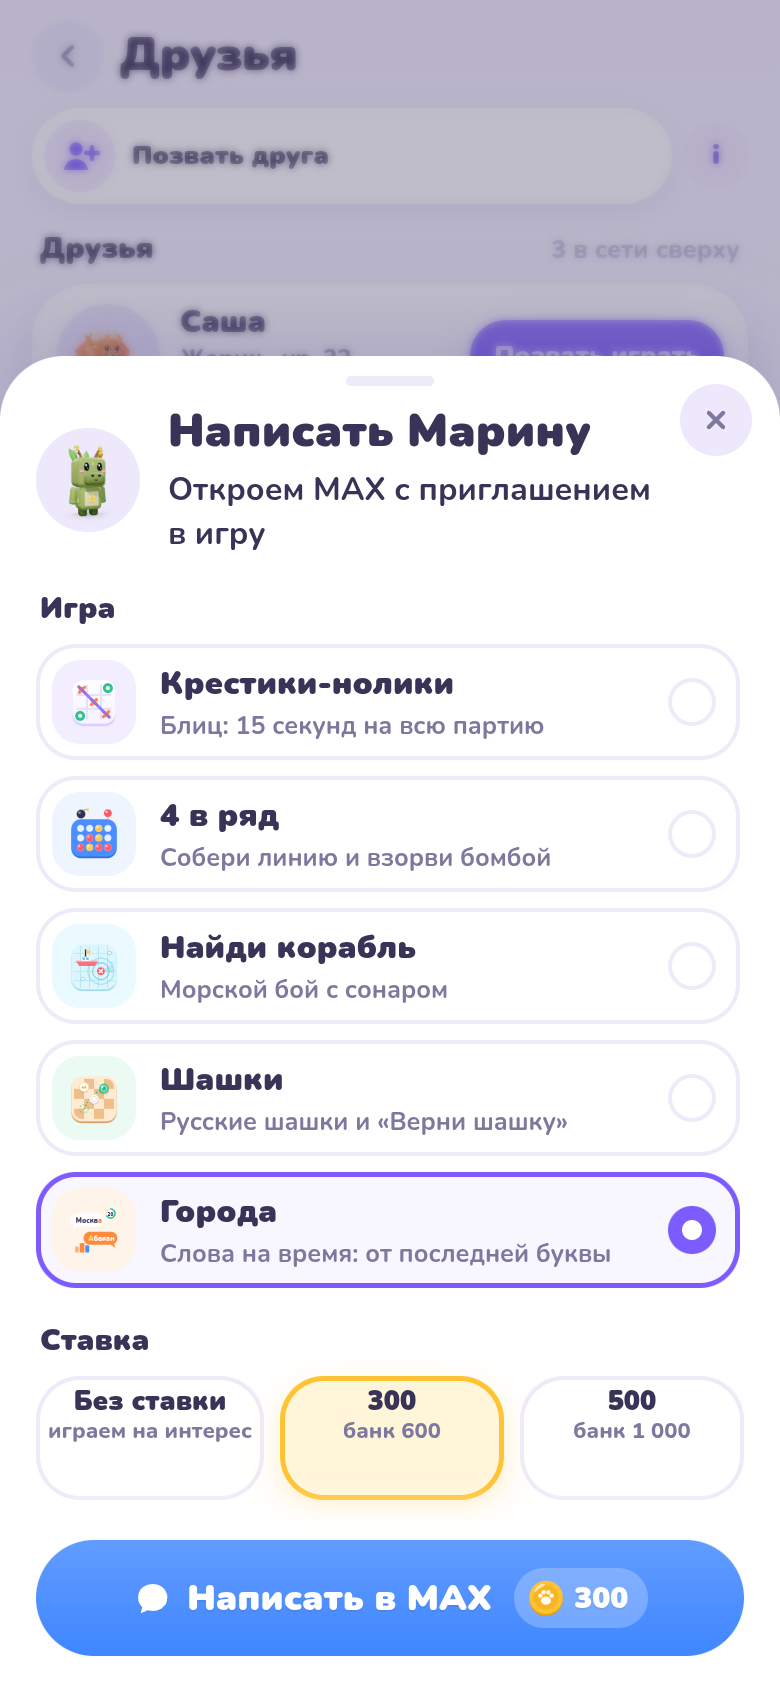 Друзья
Позвать друга
Друзья
3 в сети сверху
Саша
Позвать играть
Написать Марину
Откроем MAX с приглашением
в игру
Игра
Крестики-нолики
Блиц: 15 секунд на всю партию
4 в ряд
Собери линию и взорви бомбой
Найди корабль
Морской бой с сонаром
Шашки
Русские шашки и «Верни шашку»
Москва
Абакан
Города
Слова на время: от последней буквы
Ставка
Без ставки
играем на интерес
300
банк 600
500
банк 1 000
Написать в MAX
300